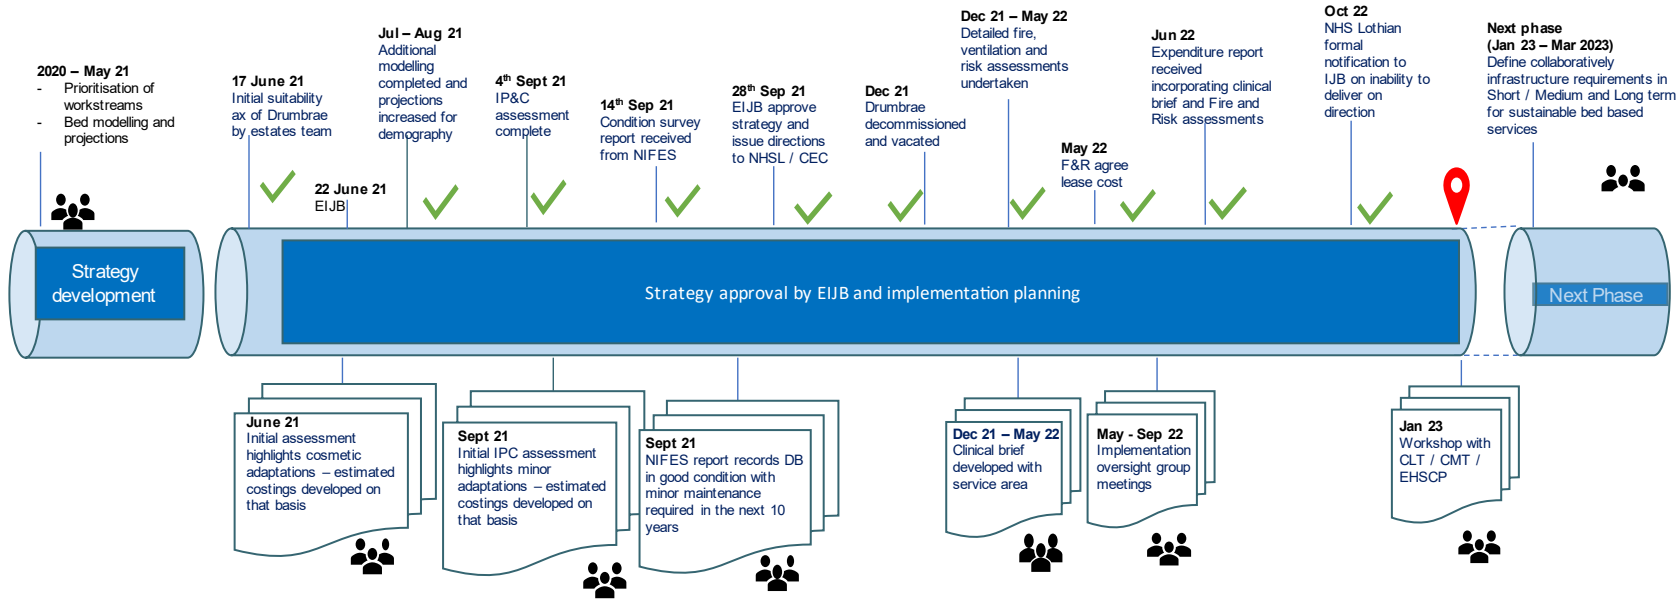 2020 – May 21
- Prioritisation of
workstreams
- Bed modelling and
projections
17 June 21
Initial suitability
ax of Drumbrae
by estates team
22 June 21
EIJB
Jul – Aug 21
Additional
modelling
completed and
projections
increased for
demography
4th Sept 21
IP&C
assessment
complete
14th Sep 21
Condition survey
report received
from NIFES
28th Sep 21
EIJB approve
strategy and
issue directions
to NHSL / CEC
Dec 21
Drumbrae
decommissioned
and vacated
Dec 21 – May 22
Detailed fire,
ventilation and
risk assessments
undertaken
May 22
F&R agree
lease cost
Jun 22
Expenditure report
received
incorporating clinical
brief and Fire and
Risk assessments
Oct 22
NHS Lothian
formal
notification to
IJB on inability to
deliver on
direction
Next phase
(Jan 23 – Mar 2023)
Define collaboratively
infrastructure requirements in
Short / Medium and Long term
for sustainable bed based
services
Strategy
development
Strategy approval by EIJB and implementation planning
Next Phase
June 21
Initial assessment
highlights cosmetic
adaptations – estimated
costings developed on
that basis
Sept 21
Initial IPC assessment
highlights minor
adaptations – estimated
costings developed on
that basis
Sept 21
NIFES report records DB
in good condition with
minor maintenance
required in the next 10
years
Dec 21 – May 22
Clinical brief
developed with
service area
May - Sep 22
Implementation
oversight group
meetings
Jan 23
Workshop with
CLT / CMT /
EHSCP